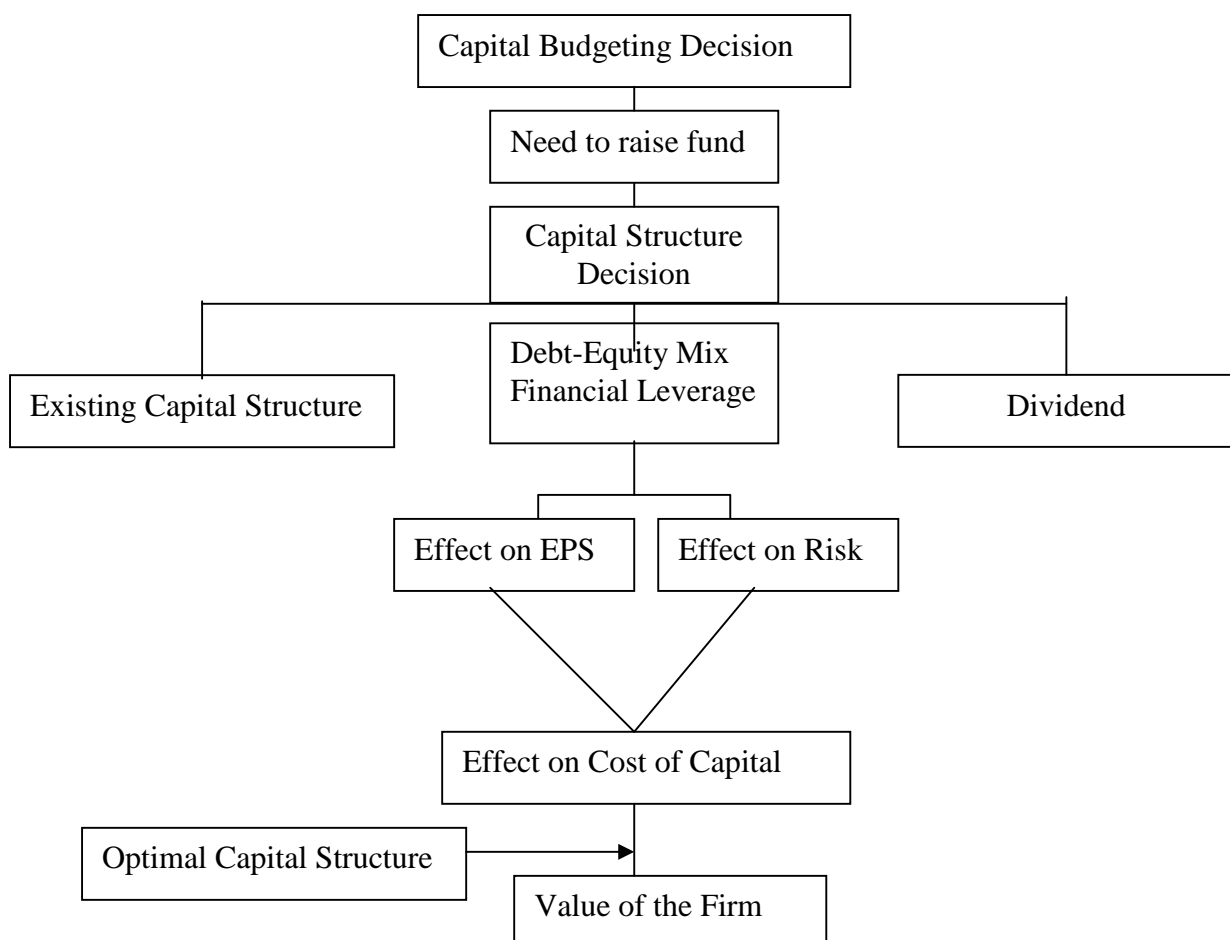 Capital Budgeting Decision
Need to raise fund
Capital Structure
Decision
Debt-Equity Mix
Financial Leverage
Existing Capital Structure
Dividend
Effect on EPS
Effect on Risk
Effect on Cost of Capital
Optimal Capital Structure
Value of the Firm